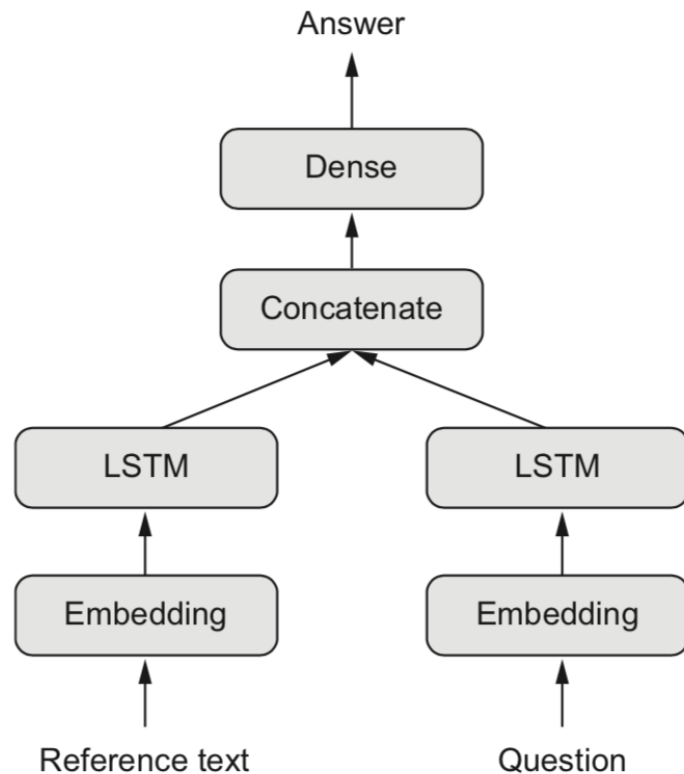 Answer
Dense
Concatenate
LSTM LSTM
Embedding Embedding
Reference text Question